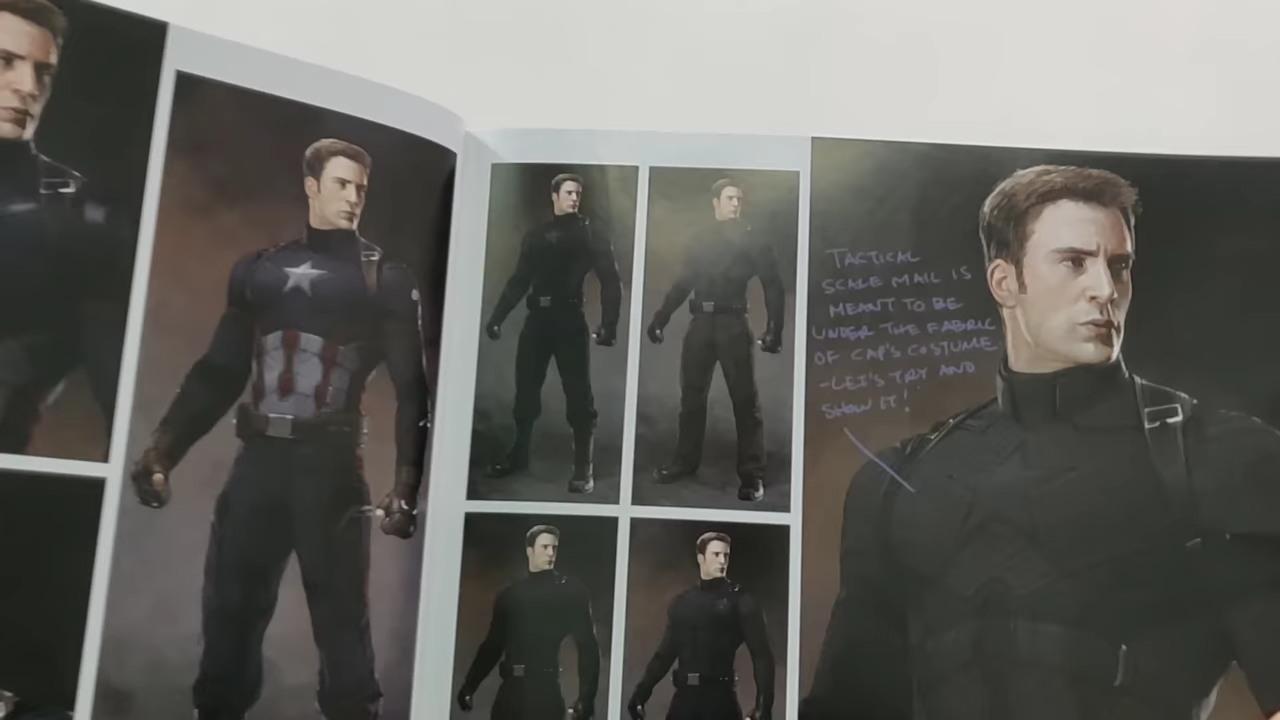 TACTICAL
SCALE MAIL IS
MEANT TO BE
UNDER THE FABRIC
OF CAP'S COSTUME
-LET'S TRY AND
SHOW IT!